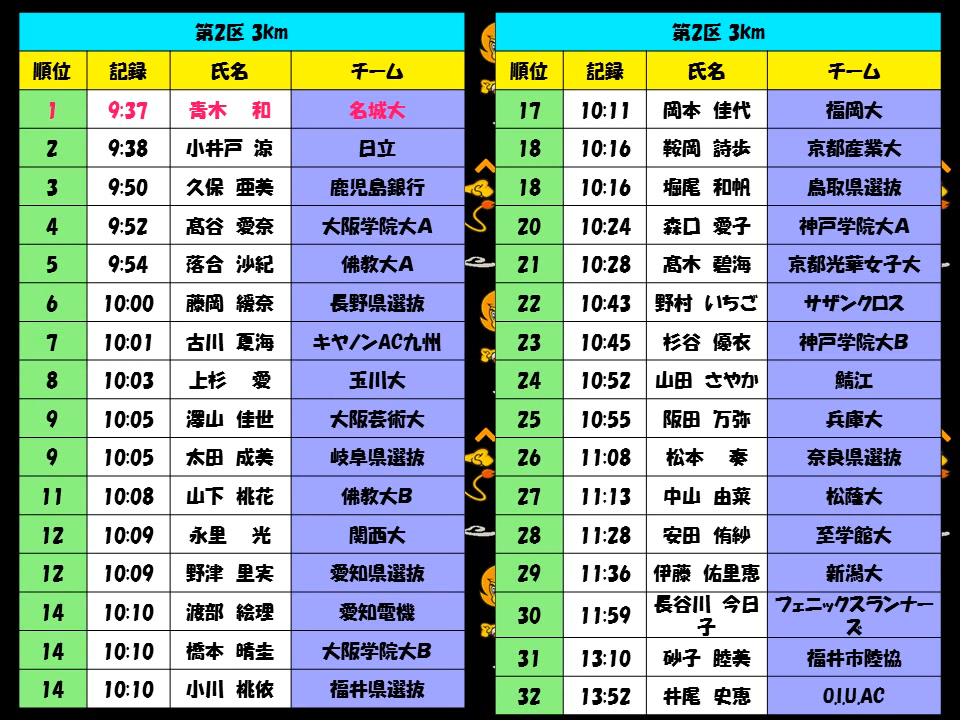 第2区 3km
順位 記録 氏名 チーム
1 9:37 青木 和 名城大
2 9:38 小井戸 涼 日立
3 9:50 久保 亜美 鹿児島銀行
4 9:52 髙谷 愛奈 大阪学院大A
5 9:54 落合 沙紀 佛教大A
6 10:00 藤岡 緩奈 長野県選抜
7 10:01 古川 夏海 キヤノンAC九州
8 10:03 上杉 愛 玉川大
9 10:05 澤山 佳世 大阪芸術大
9 10:05 太田 成美 岐阜県選抜
11 10:08 山下 桃花 佛教大B
12 10:09 永里 光 関西大
12 10:09 野津 里実 愛知県選抜
14 10:10 渡部 絵理 愛知電機
14 10:10 橋本 晴圭 大阪学院大B
14 10:10 小川 桃依 福井県選抜
第2区 3km
順位 記録 氏名 チーム
17 10:11 岡本 佳代 福岡大
18 10:16 鞍岡 詩歩 京都産業大
18 10:16 堀尾 和帆 鳥取県選抜
20 10:24 森口 愛子 神戸学院大A
21 10:28 髙木 碧海 京都光華女子大
22 10:43 野村 いちご サザンクロス
23 10:45 杉谷 優衣 神戸学院大B
24 10:52 山田 さやか 鯖江
25 10:55 阪田 万弥 兵庫大
26 11:08 松本 奏 奈良県選抜
27 11:13 中山 由菜 松蔭大
28 11:28 安田 侑紗 至学館大
29 11:36 伊藤 佑里恵 新潟大
30 11:59 長谷川 今日子 フェニックスランナーズ
31 13:10 砂子 睦美 福井市陸協
32 13:52 井尾 史恵 O.I.U.AC